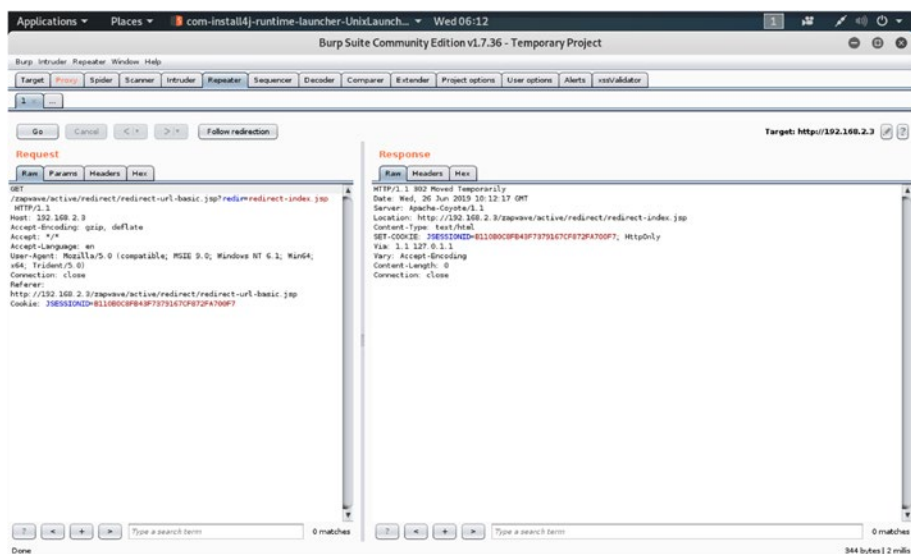 Applications ▾ Places ▾ com-install4j-runtime-launcher-UnixLaunch... ▾ Wed 06:12 1
Burp Suite Community Edition v1.7.36 - Temporary Project
Burp Intruder Repeater Window Help
Target Proxy Spider Scanner Intruder Repeater Sequencer Decoder Comparer Extender Project options User options Alerts xssValidator
1 × ...
Go Cancel < ▾ > ▾ Follow redirection Target: http://192.168.2.3 ?
Request
Raw Params Headers Hex
GET
/zapwave/active/redirect/redirect-url-basic.jsp?redir=redirect-index.jsp
HTTP/1.1
Host: 192.168.2.3
Accept-Encoding: gzip, deflate
Accept: */*
Accept-Language: en
User-Agent: Mozilla/5.0 (compatible; MSIE 9.0; Windows NT 6.1; Win64;
x64; Trident/5.0)
Connection: close
Referer:
http://192.168.2.3/zapwave/active/redirect/redirect-url-basic.jsp
Cookie: JSESSIONID=
? < + > Type a search term 0 matches
Response
Raw Headers Hex
HTTP/1.1 302 Moved Temporarily
Date: Wed, 26 Jun 2019 10:12:17 GMT
Server: Apache-Coyote/1.1
Location: http://192.168.2.3/zapwave/active/redirect/redirect-index.jsp
Content-Type: text/html
SET-COOKIE: HttpOnly
Via: 1.1 127.0.1.1
Vary: Accept-Encoding
Content-Length: 0
Connection: close
? < + > Type a search term 0 matches
Done 344 bytes | 2 millis